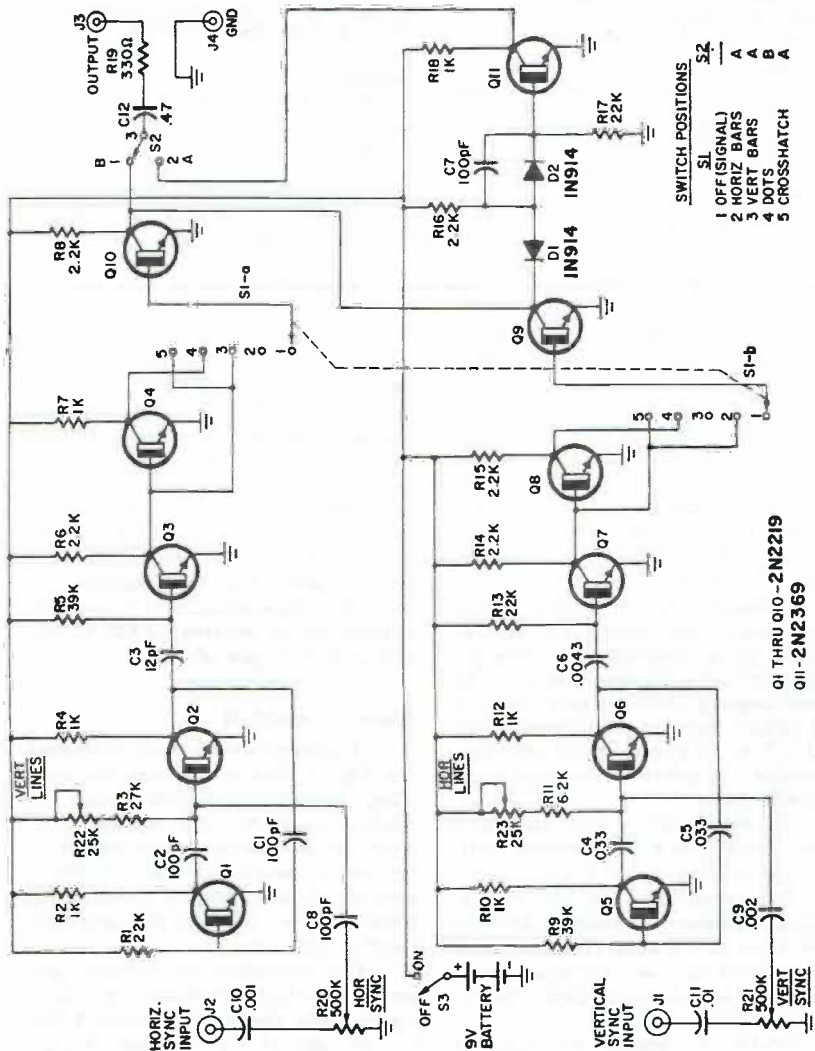 OUTPUT
J3
R19
330Ω
J4
GND
C12
.47
B
1
3
S2
2
A
R8
2.2K
Q10
S1-a
5
4
3
2
1
R7
1K
Q4
R6
2.2K
Q3
R5
39K
C3
12pF
R4
1K
Q2
VERT
LINES
R22
25K
R3
27K
C2
100pF
C1
100pF
R2
1K
Q1
R1
22K
C8
100pF
HORIZ.
SYNC
INPUT
J2
C10
.001
R20
500K
HOR
SYNC
R18
1K
Q11
C7
100pF
R17
22K
D2
1N914
R16
2.2K
D1
1N914
Q9
S1-b
5
4
3
2
1
R15
2.2K
Q8
R14
2.2K
Q7
R13
22K
C6
.0043
R12
1K
Q6
HOR
LINES
R23
25K
R11
6.2K
C4
.033
C5
.033
R10
1K
Q5
R9
39K
C9
.002
ON
OFF
S3
+
-
9V
BATTERY
VERTICAL
SYNC
INPUT
J1
C11
.01
R21
500K
VERT
SYNC
SWITCH POSITIONS
S1 S2
1 OFF (SIGNAL)
2 HORIZ BARS A
3 VERT BARS A
4 DOTS B
5 CROSSHATCH A
Q1 THRU Q10-2N2219
Q11-2N2369